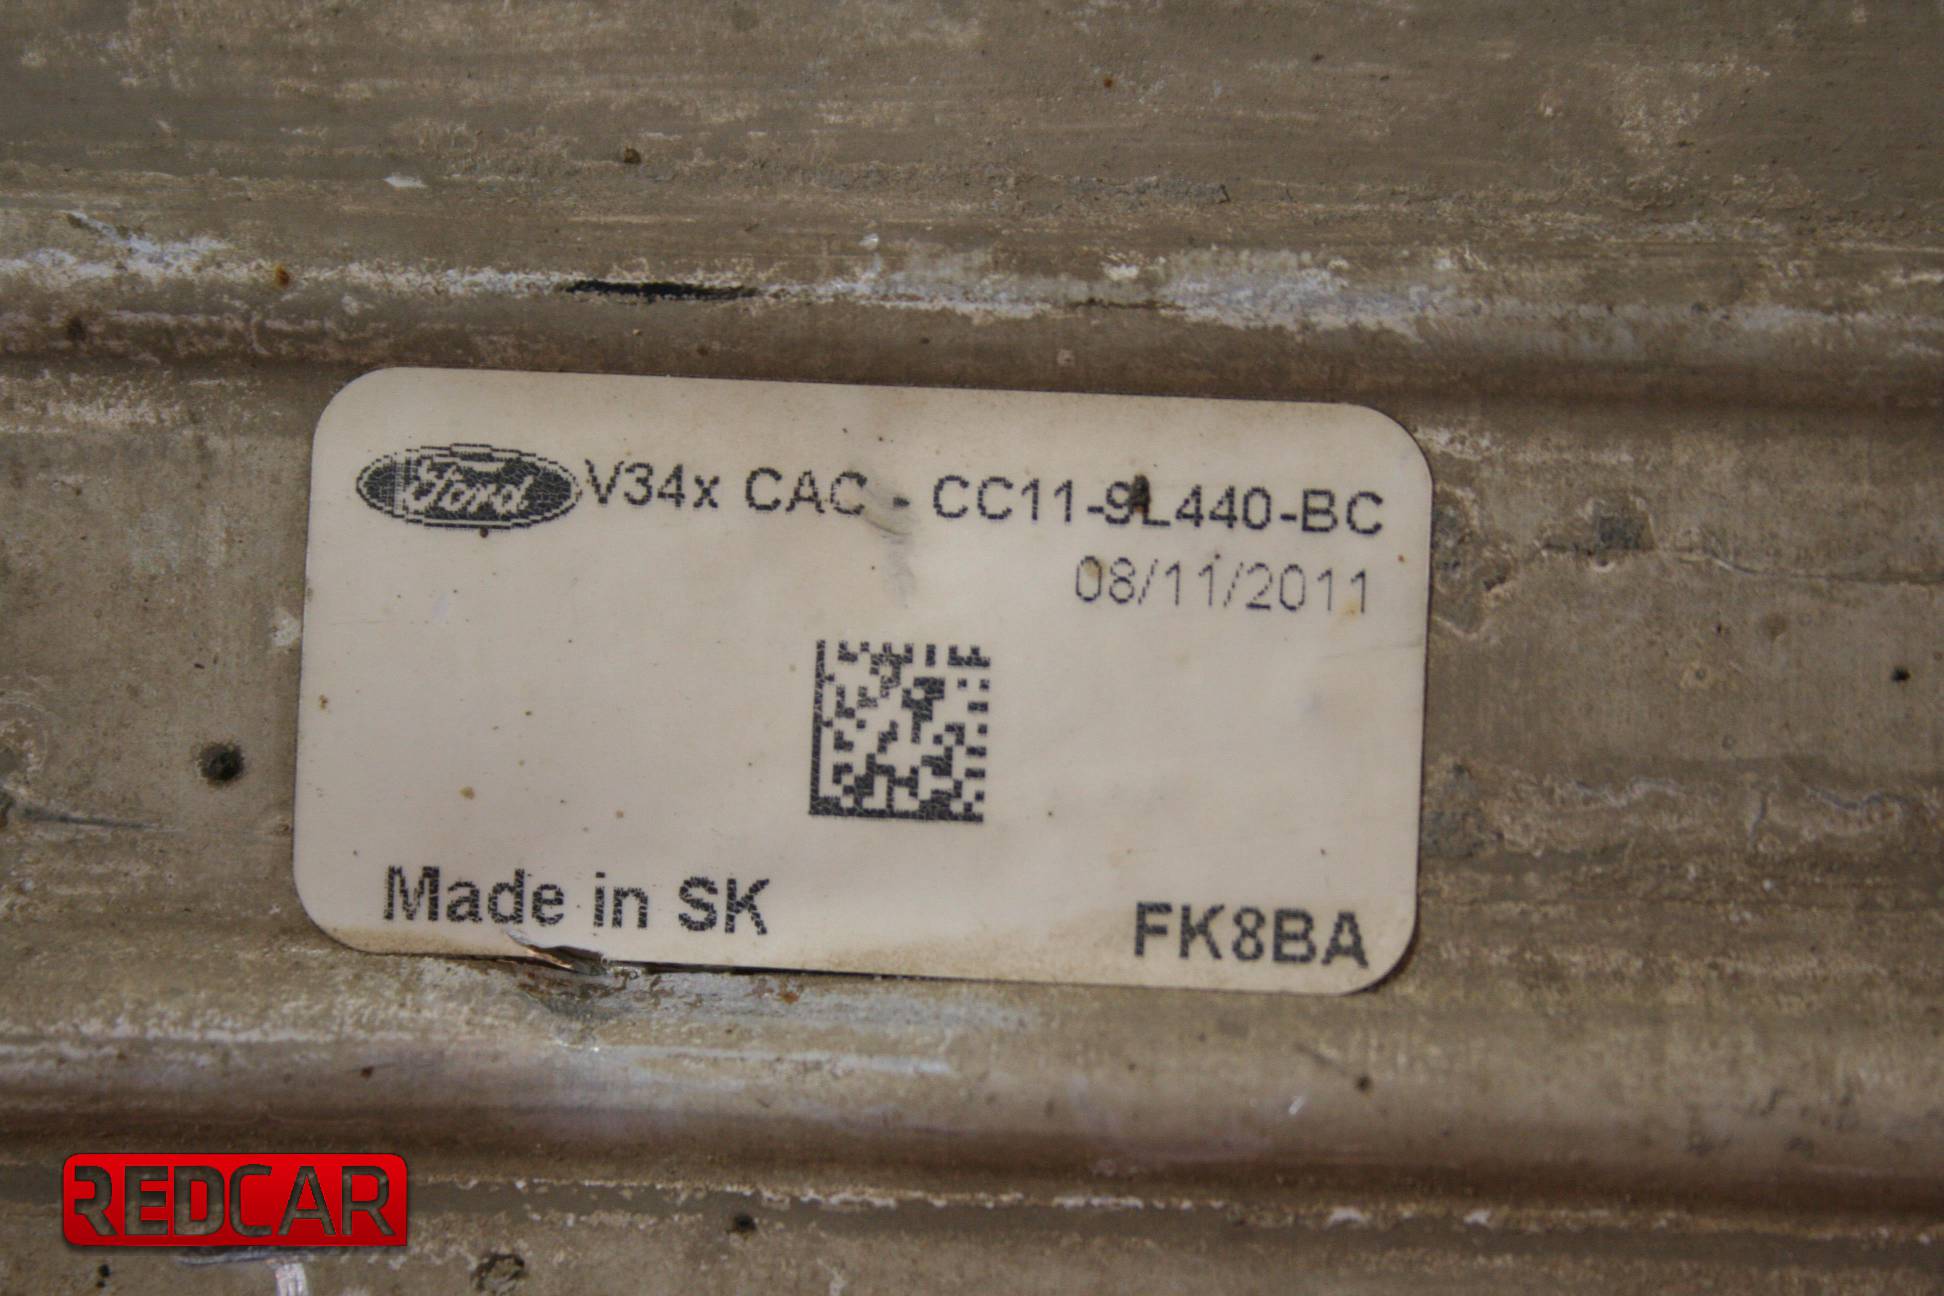 Ford V34x CAC - CC11-9L440-BC
08/11/2011
Made in SK
FK8BA
REDCAR